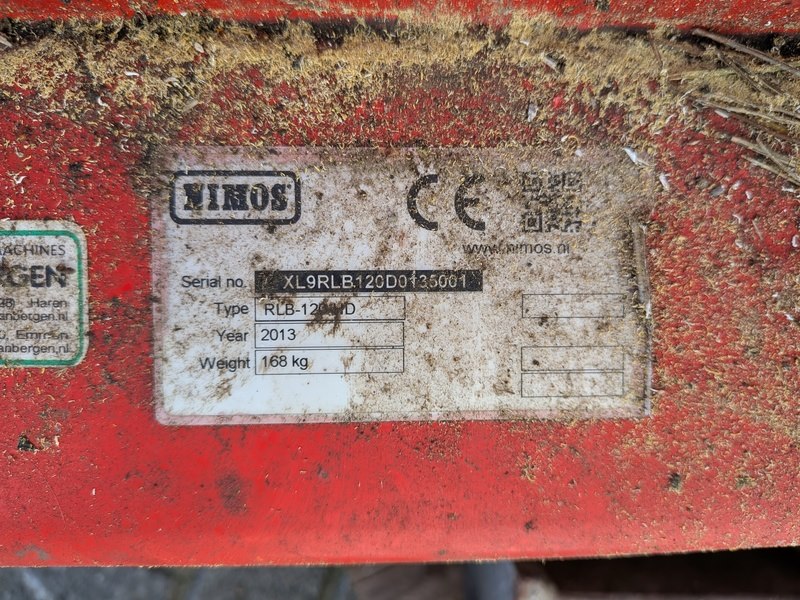 NIMOS
CE
www.nimos.nl
Serial no. XL9RLB120D0135001
Type
Year 2013
Weight 168 kg
MACHINES
Haren
anbergen.nl
Emmen
anbergen.nl